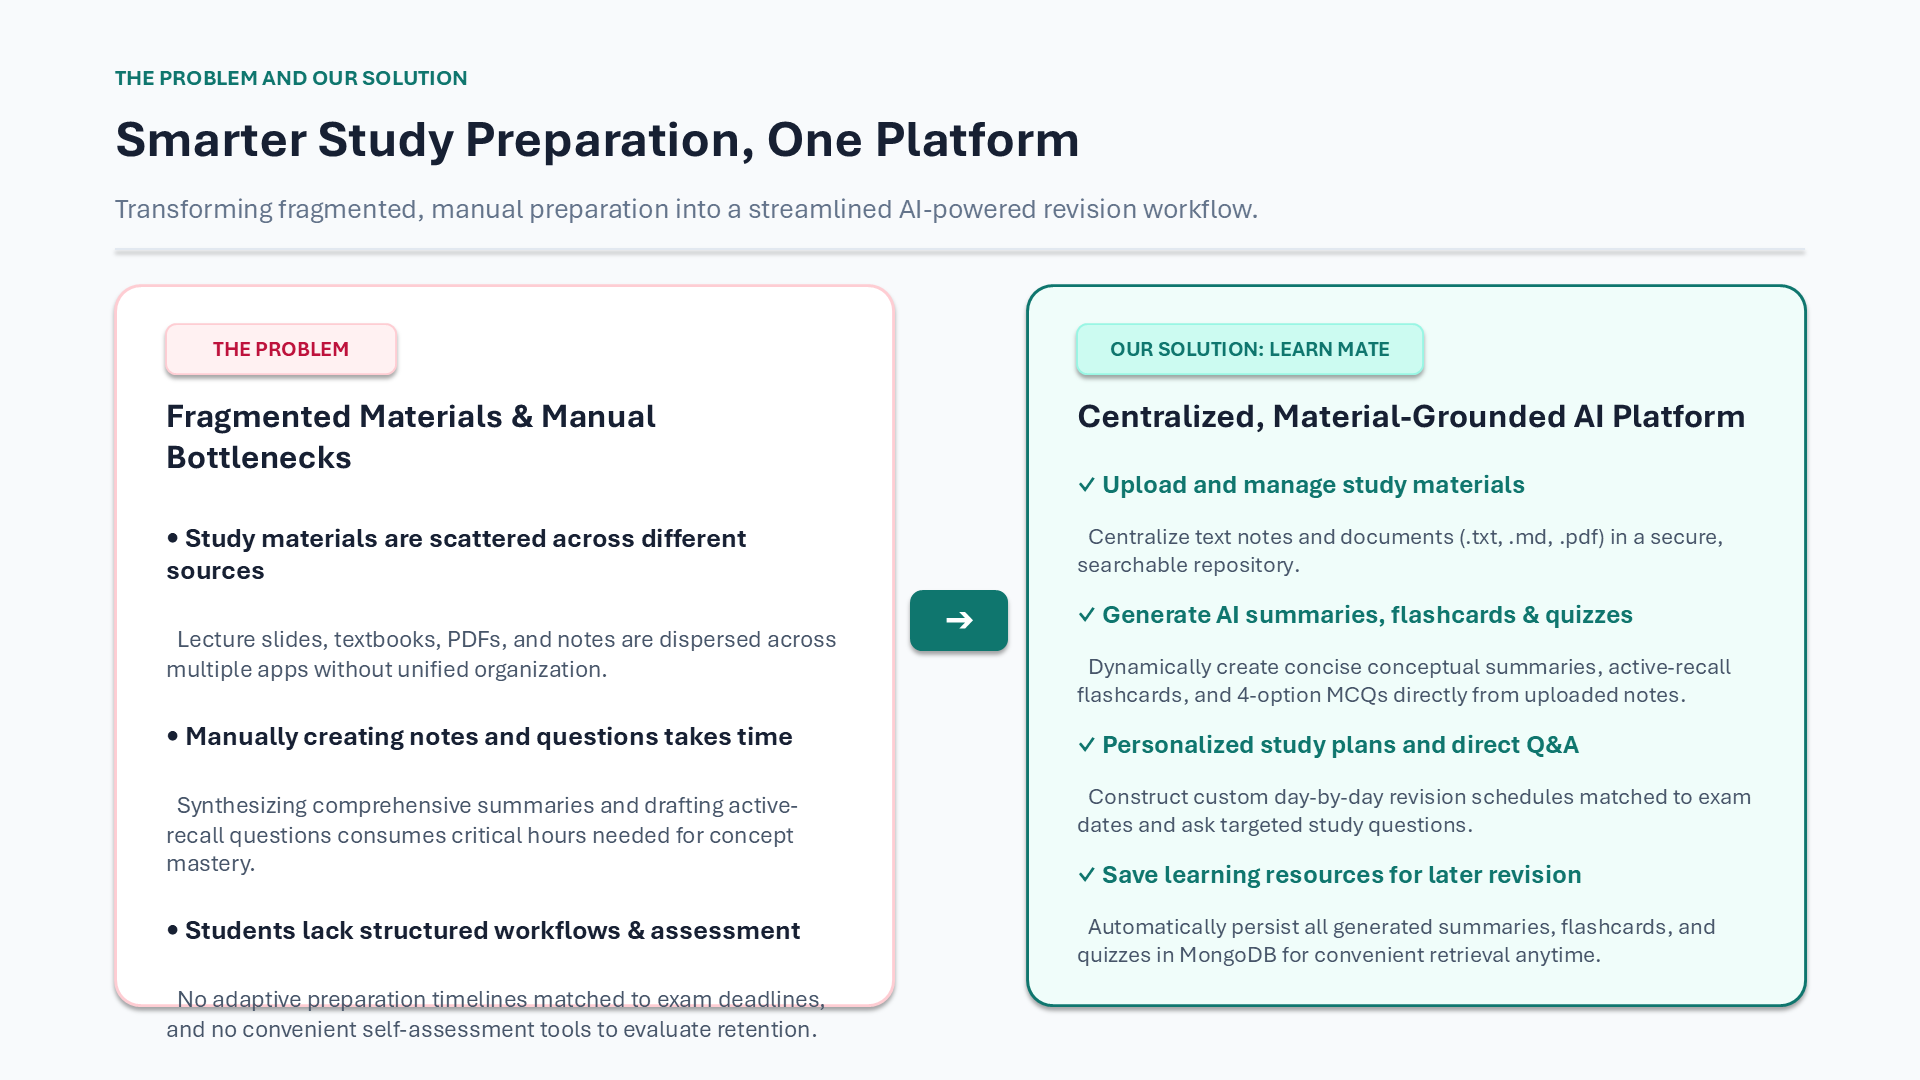 THE PROBLEM AND OUR SOLUTION
Smarter Study Preparation, One Platform
Transforming fragmented, manual preparation into a streamlined AI-powered revision workflow.
THE PROBLEM
Fragmented Materials & Manual
Bottlenecks
• Study materials are scattered across different
sources
Lecture slides, textbooks, PDFs, and notes are dispersed across
multiple apps without unified organization.
• Manually creating notes and questions takes time
Synthesizing comprehensive summaries and drafting active-
recall questions consumes critical hours needed for concept
mastery.
• Students lack structured workflows & assessment
No adaptive preparation timelines matched to exam deadlines,
and no convenient self-assessment tools to evaluate retention.
➔
OUR SOLUTION: LEARN MATE
Centralized, Material-Grounded AI Platform
✓ Upload and manage study materials
Centralize text notes and documents (.txt, .md, .pdf) in a secure,
searchable repository.
✓ Generate AI summaries, flashcards & quizzes
Dynamically create concise conceptual summaries, active-recall
flashcards, and 4-option MCQs directly from uploaded notes.
✓ Personalized study plans and direct Q&A
Construct custom day-by-day revision schedules matched to exam
dates and ask targeted study questions.
✓ Save learning resources for later revision
Automatically persist all generated summaries, flashcards, and
quizzes in MongoDB for convenient retrieval anytime.